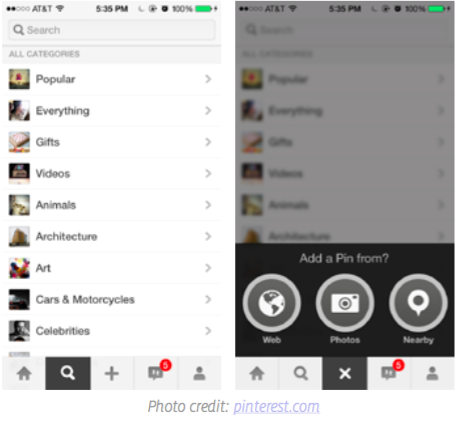 AT&T 5:35 PM 100%
Search
ALL CATEGORIES
Popular
Everything
Gifts
Videos
Animals
Architecture
Art
Cars & Motorcycles
Celebrities
5
AT&T 5:35 PM 100%
Search
ALL CATEGORIES
Popular
Everything
Gifts
Videos
Animals
Architecture
Add a Pin from?
Web Photos Nearby
5
Photo credit: pinterest.com